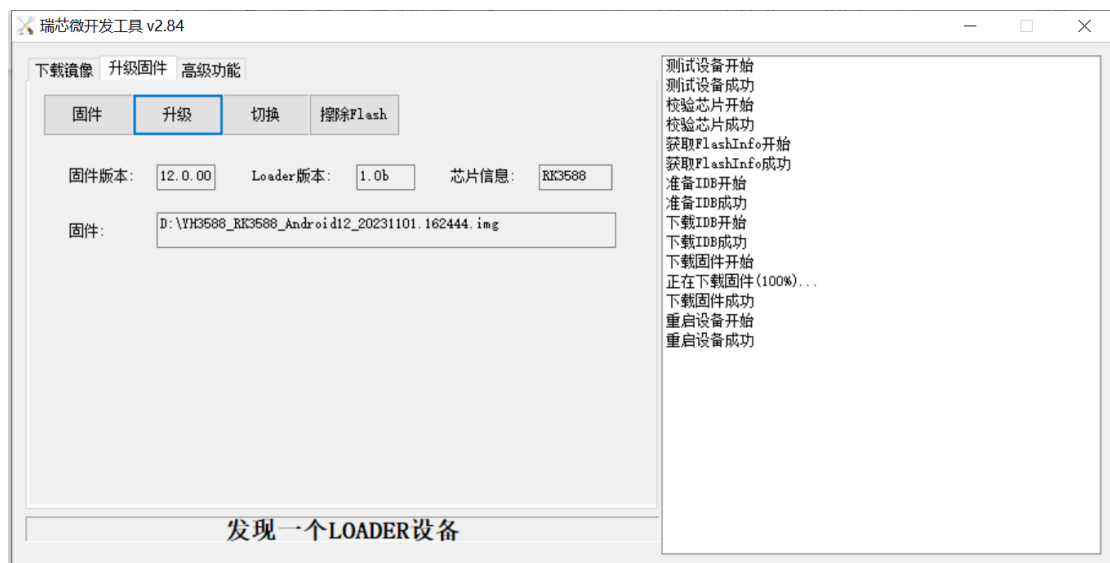 瑞芯微开发工具 v2.84
下载镜像 升级固件 高级功能
固件 升级 切换 擦除Flash
固件版本: 12.0.00 Loader版本: 1.0b 芯片信息: RK3588
固件: D:\YH3588_RK3588_Android12_20231101.162444.img
发现一个LOADER设备
测试设备开始
测试设备成功
校验芯片开始
校验芯片成功
获取FlashInfo开始
获取FlashInfo成功
准备IDB开始
准备IDB成功
下载IDB开始
下载IDB成功
下载固件开始
正在下载固件(100%)...
下载固件成功
重启设备开始
重启设备成功